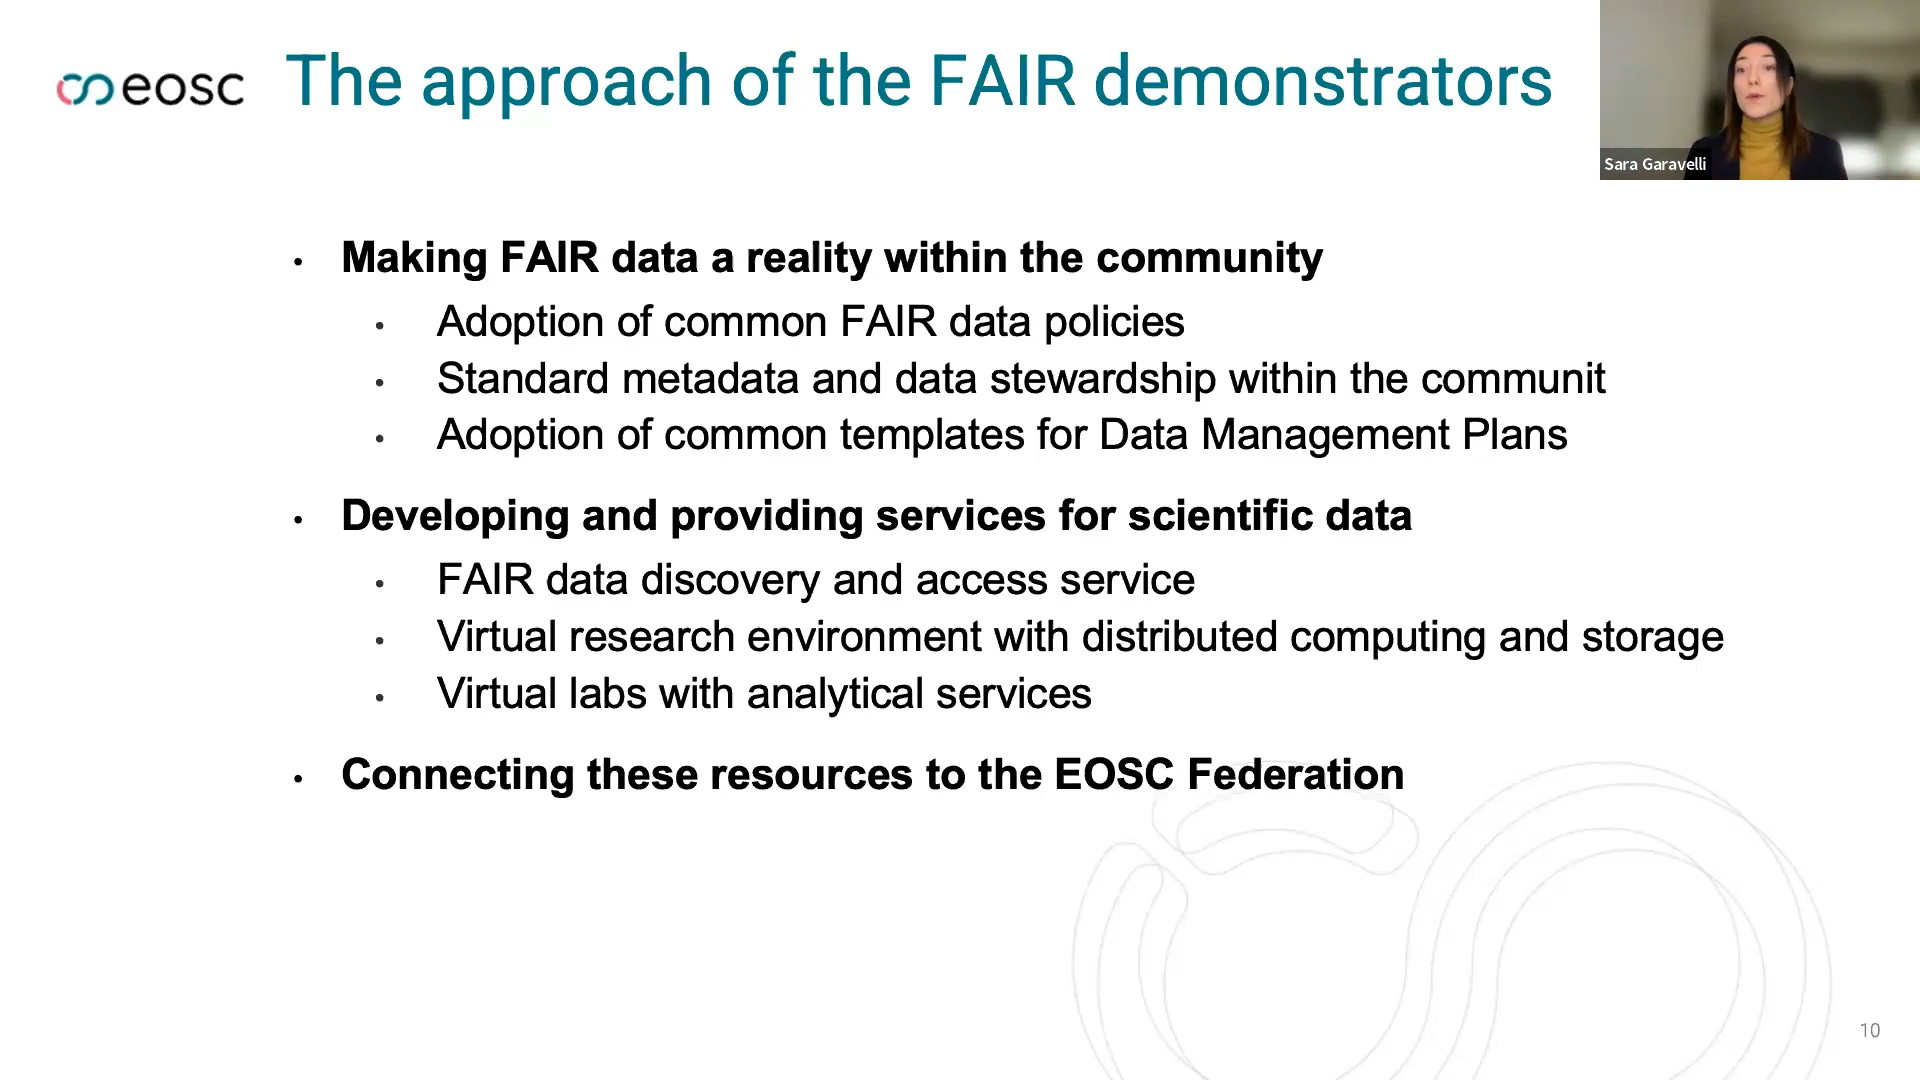 eosc
The approach of the FAIR demonstrators
Sara Garavelli
• Making FAIR data a reality within the community
• Adoption of common FAIR data policies
• Standard metadata and data stewardship within the communit
• Adoption of common templates for Data Management Plans
• Developing and providing services for scientific data
• FAIR data discovery and access service
• Virtual research environment with distributed computing and storage
• Virtual labs with analytical services
• Connecting these resources to the EOSC Federation
10